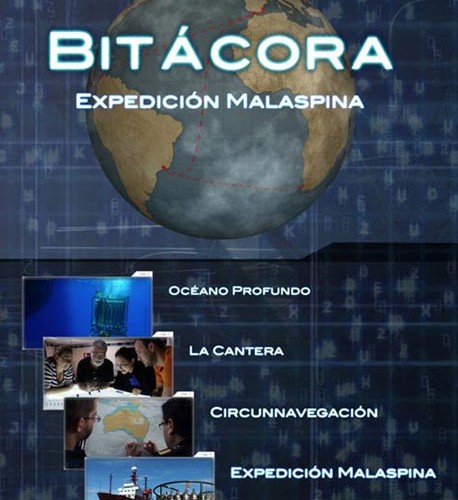 BITÁCORA
EXPEDICIÓN MALASPINA
OCÉANO PROFUNDO
LA CANTERA
CIRCUNNAVEGACIÓN
EXPEDICIÓN MALASPINA